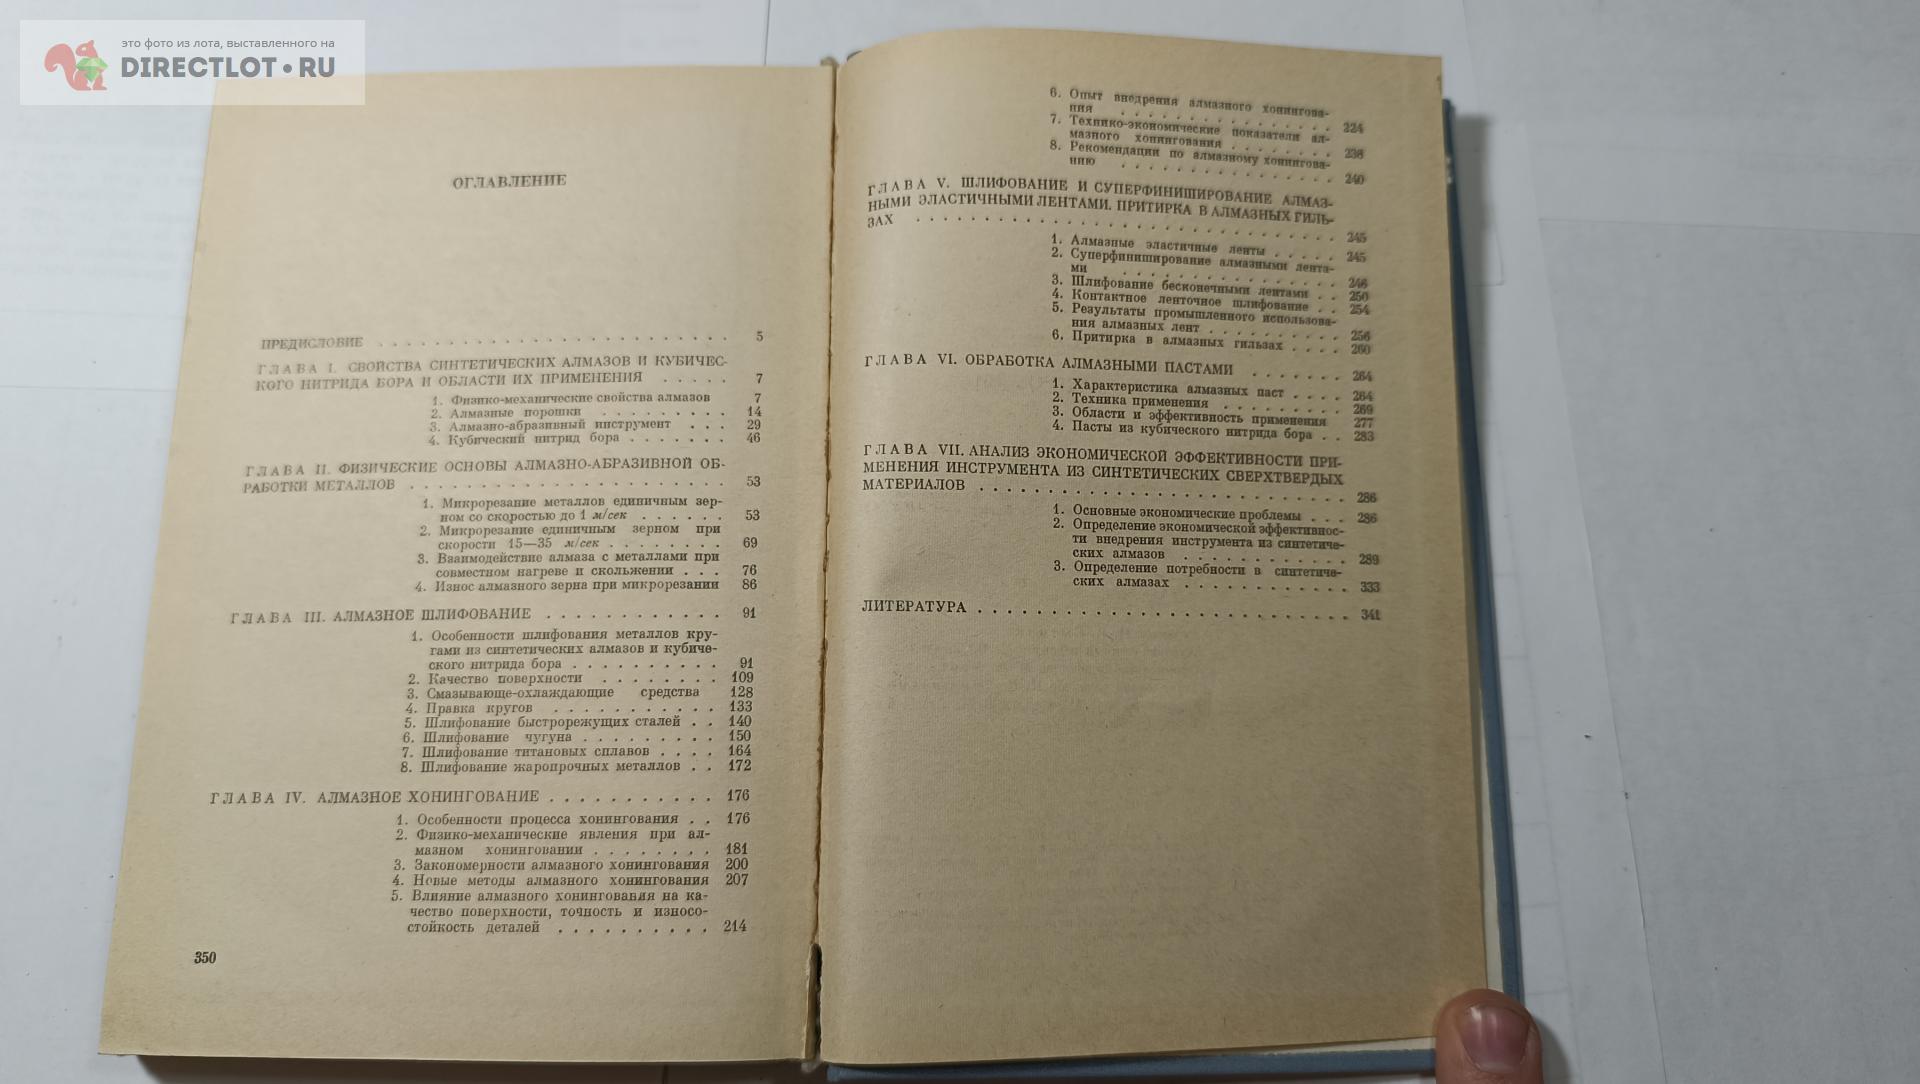 это фото из лота, выставленного на
DIRECTLOT•RU
ОГЛАВЛЕНИЕ
ПРЕДИСЛОВИЕ . . . . . . . . . . 5
ГЛАВА I. СВОЙСТВА СИНТЕТИЧЕСКИХ АЛМАЗОВ И КУБИЧЕС-
КОГО НИТРИДА БОРА И ОБЛАСТИ ИХ ПРИМЕНЕНИЯ . . . . . 7
1. Физико-механические свойства алмазов 7
2. Алмазные порошки . . . . . . . . . 14
3. Алмазно-абразивный инструмент . . . 29
4. Кубический нитрид бора . . . . . . . 46
ГЛАВА II. ФИЗИЧЕСКИЕ ОСНОВЫ АЛМАЗНО-АБРАЗИВНОЙ ОБ-
РАБОТКИ МЕТАЛЛОВ . . . . . . . . . . 53
1. Микрорезание металлов единичным зер-
ном со скоростью до 1 м/сек . . . . . . 53
2. Микрорезание единичным зерном при
скорости 15—35 м/сек . . . . . . . . 69
3. Взаимодействие алмаза с металлами при
совместном нагреве и скольжении . . . 76
4. Износ алмазного зерна при микрорезании 86
ГЛАВА III. АЛМАЗНОЕ ШЛИФОВАНИЕ . . . . . . . . . . . . 91
1. Особенности шлифования металлов кру-
гами из синтетических алмазов и кубиче-
ского нитрида бора . . . . . . . . . . 91
2. Качество поверхности . . . . . . . . 109
3. Смазывающе-охлаждающие средства 128
4. Правка кругов . . . . . . . . . . . 133
5. Шлифование быстрорежущих сталей . . 140
6. Шлифование чугуна . . . . . . . . . 150
7. Шлифование титановых сплавов . . . . 164
8. Шлифование жаропрочных металлов . . 172
ГЛАВА IV. АЛМАЗНОЕ ХОНИНГОВАНИЕ . . . . . . . . . . . 176
1. Особенности процесса хонингования . . 176
2. Физико-механические явления при ал-
мазном хонинговании . . . . . . . . 181
3. Закономерности алмазного хонингования 200
4. Новые методы алмазного хонингования 207
5. Влияние алмазного хонингования на ка-
чество поверхности, точность и износо-
стойкость деталей . . . . . . . . . . 214
350
6. Опыт внедрения алмазного хонингова-
ния . . . . . . . . . . 224
7. Технико-экономические показатели ал-
мазного хонингования . . . . . . . . 236
8. Рекомендации по алмазному хонингова-
нию . . . . . . . . . . 240
ГЛАВА V. ШЛИФОВАНИЕ И СУПЕРФИНИШИРОВАНИЕ АЛМАЗ-
НЫМИ ЭЛАСТИЧНЫМИ ЛЕНТАМИ. ПРИТИРКА В АЛМАЗНЫХ ГИЛЬ-
ЗАХ . . . . . . . . . . 245
1. Алмазные эластичные ленты . . . . . 245
2. Суперфиниширование алмазными лента-
ми . . . . . . . . . . 246
3. Шлифование бесконечными лентами . . 250
4. Контактное ленточное шлифование . . 254
5. Результаты промышленного использова-
ния алмазных лент . . . . . . . . . 256
6. Притирка в алмазных гильзах . . . . 260
ГЛАВА VI. ОБРАБОТКА АЛМАЗНЫМИ ПАСТАМИ . . . . . . . 264
1. Характеристика алмазных паст . . . . 264
2. Техника применения . . . . . . . . . 269
3. Области и эффективность применения 277
4. Пасты из кубического нитрида бора . . 283
ГЛАВА VII. АНАЛИЗ ЭКОНОМИЧЕСКОЙ ЭФФЕКТИВНОСТИ ПРИ-
МЕНЕНИЯ ИНСТРУМЕНТА ИЗ СИНТЕТИЧЕСКИХ СВЕРХТВЕРДЫХ
МАТЕРИАЛОВ . . . . . . . . . . 286
1. Основные экономические проблемы . . . 286
2. Определение экономической эффективнос-
ти внедрения инструмента из синтетиче-
ских алмазов . . . . . . . . . . 289
3. Определение потребности в синтетиче-
ских алмазах . . . . . . . . . . 333
ЛИТЕРАТУРА . . . . . . . . . . 341